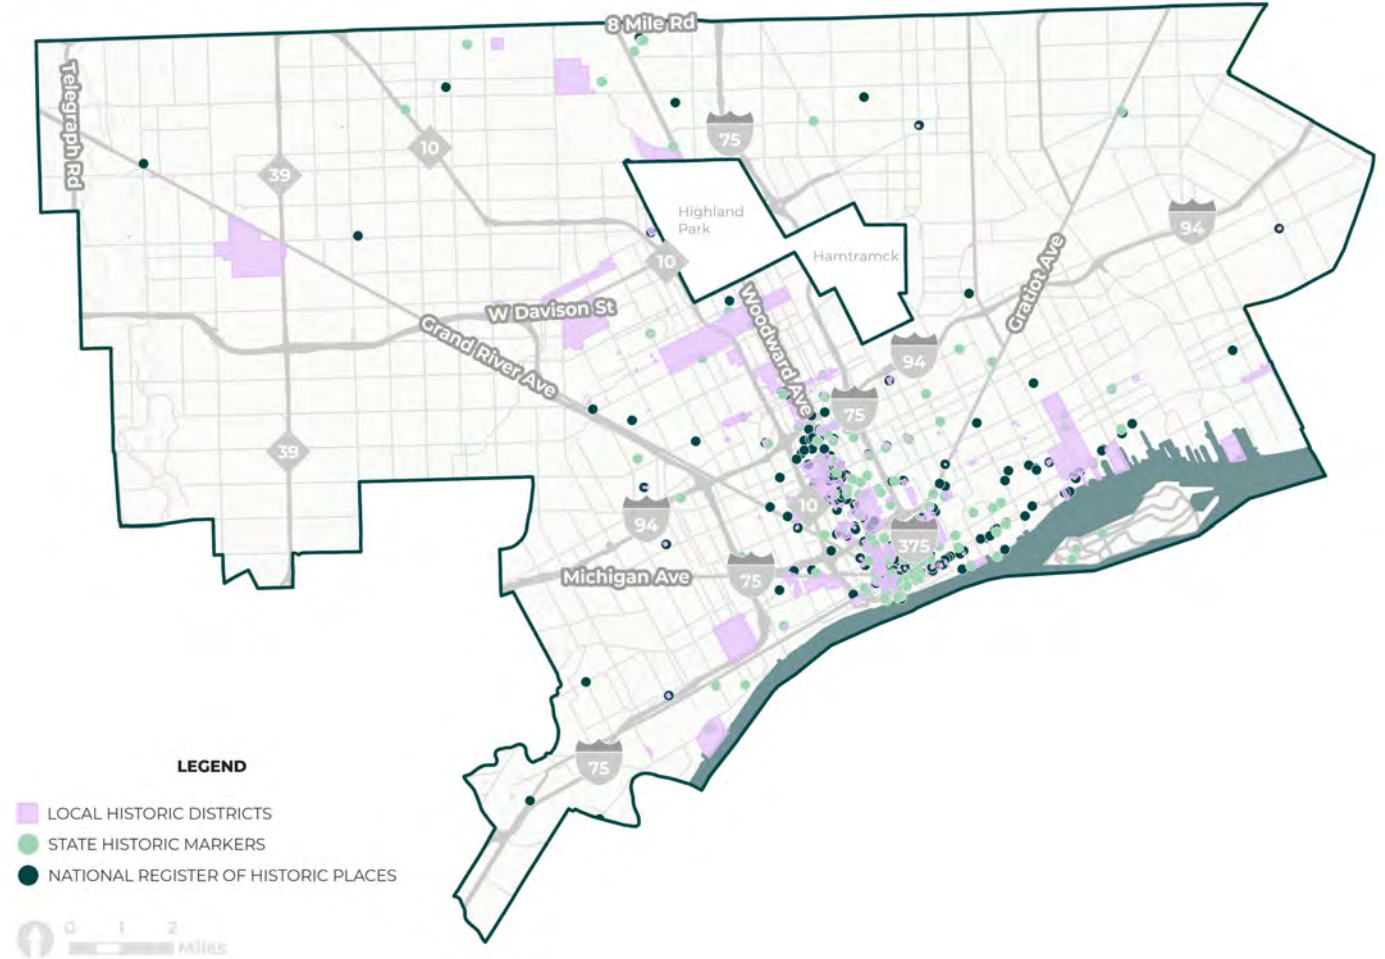 8 Mile Rd
Telegraph Rd
75
10
39
94
Highland
Park
Hamtramck
10
Gratiot Ave
W Davison St
Woodward Ave
Grand River Ave
94
75
39
10
94
375
Michigan Ave
75
75
LEGEND
LOCAL HISTORIC DISTRICTS
STATE HISTORIC MARKERS
NATIONAL REGISTER OF HISTORIC PLACES
0 1 2
Miles